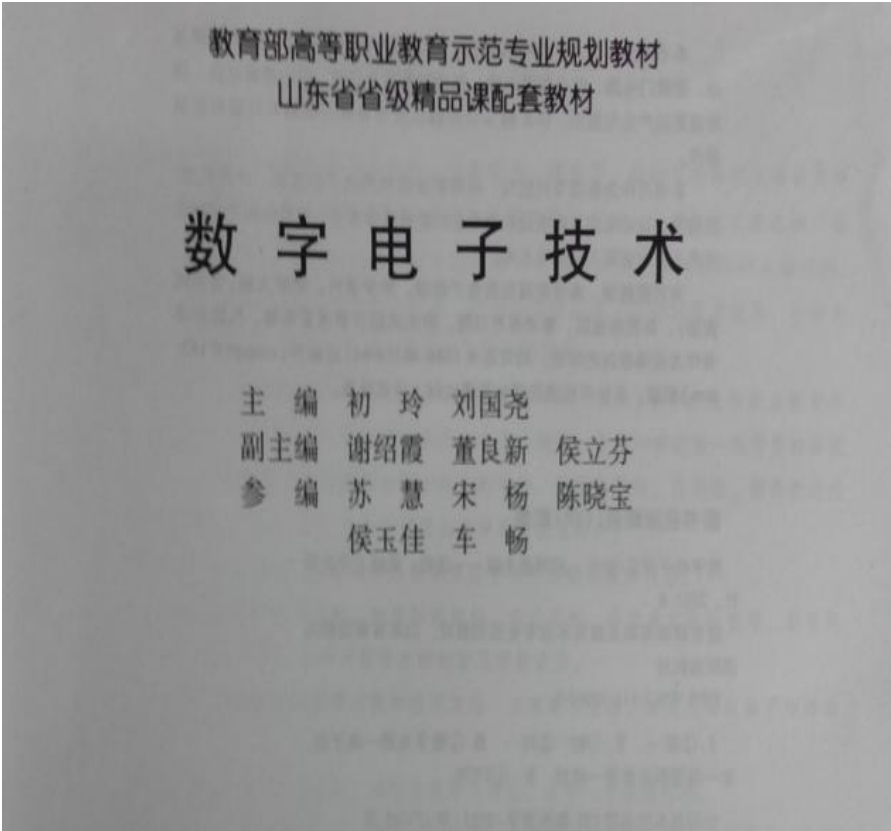 教育部高等职业教育示范专业规划教材
山东省省级精品课配套教材
数字电子技术
主 编 初 玲 刘国尧
副主编 谢绍霞 董良新 侯立芬
参 编 苏 慧 宋 杨 陈晓宝
侯玉佳 车 畅